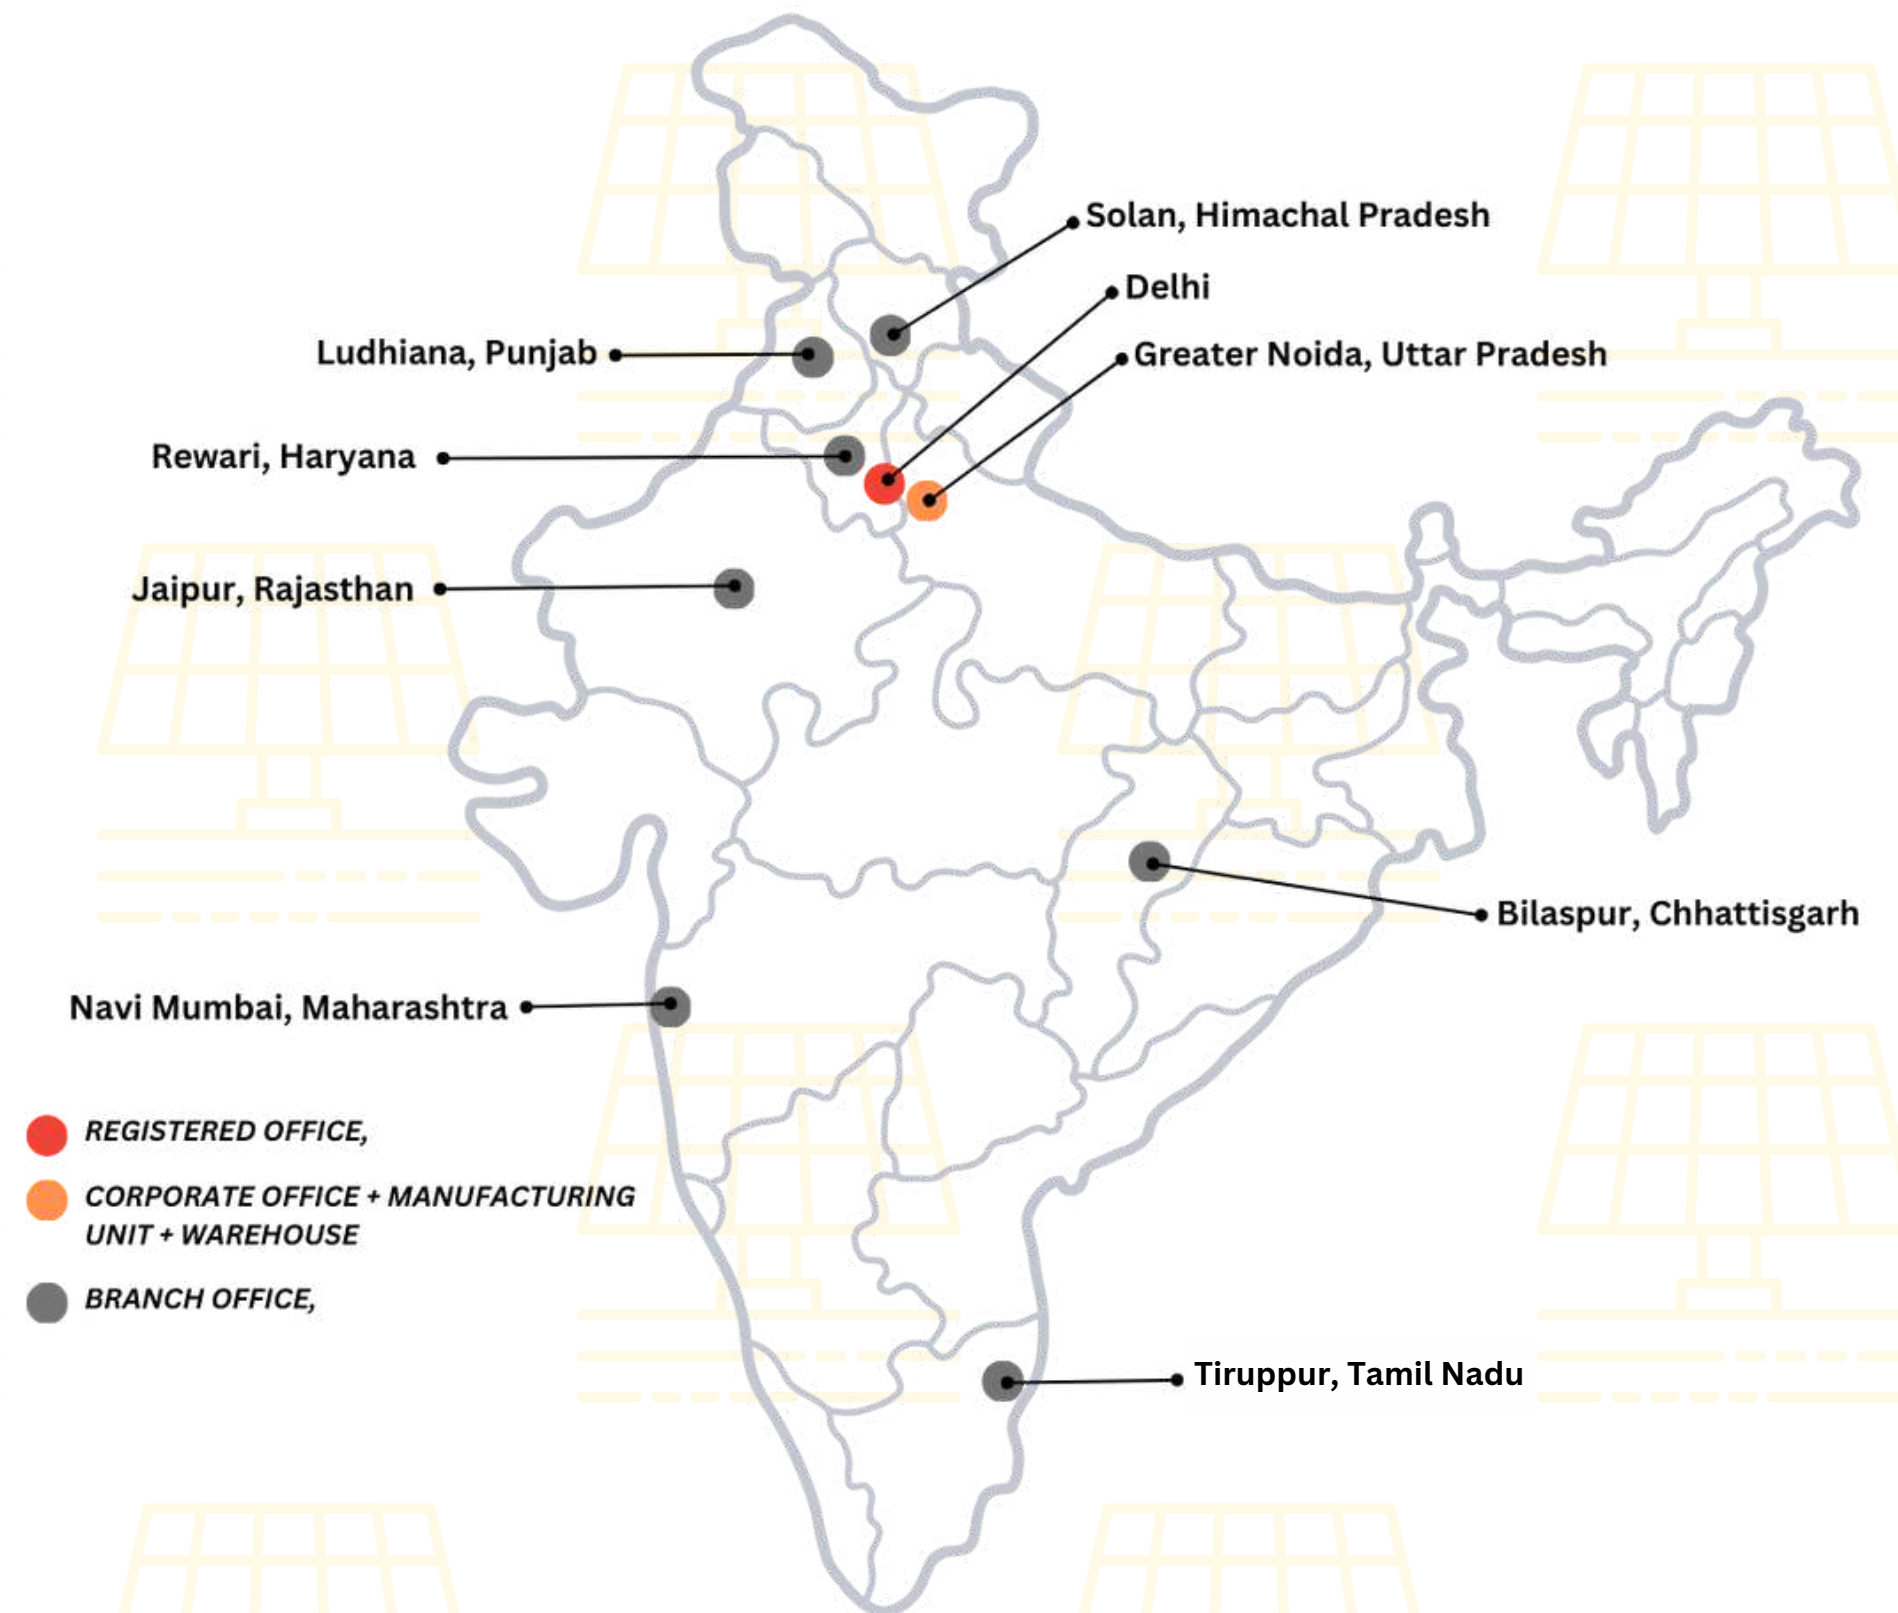 Solan, Himachal Pradesh
Delhi
Ludhiana, Punjab
Greater Noida, Uttar Pradesh
Rewari, Haryana
Jaipur, Rajasthan
Bilaspur, Chhattisgarh
Navi Mumbai, Maharashtra
REGISTERED OFFICE,
CORPORATE OFFICE + MANUFACTURING
UNIT + WAREHOUSE
BRANCH OFFICE,
Tiruppur, Tamil Nadu